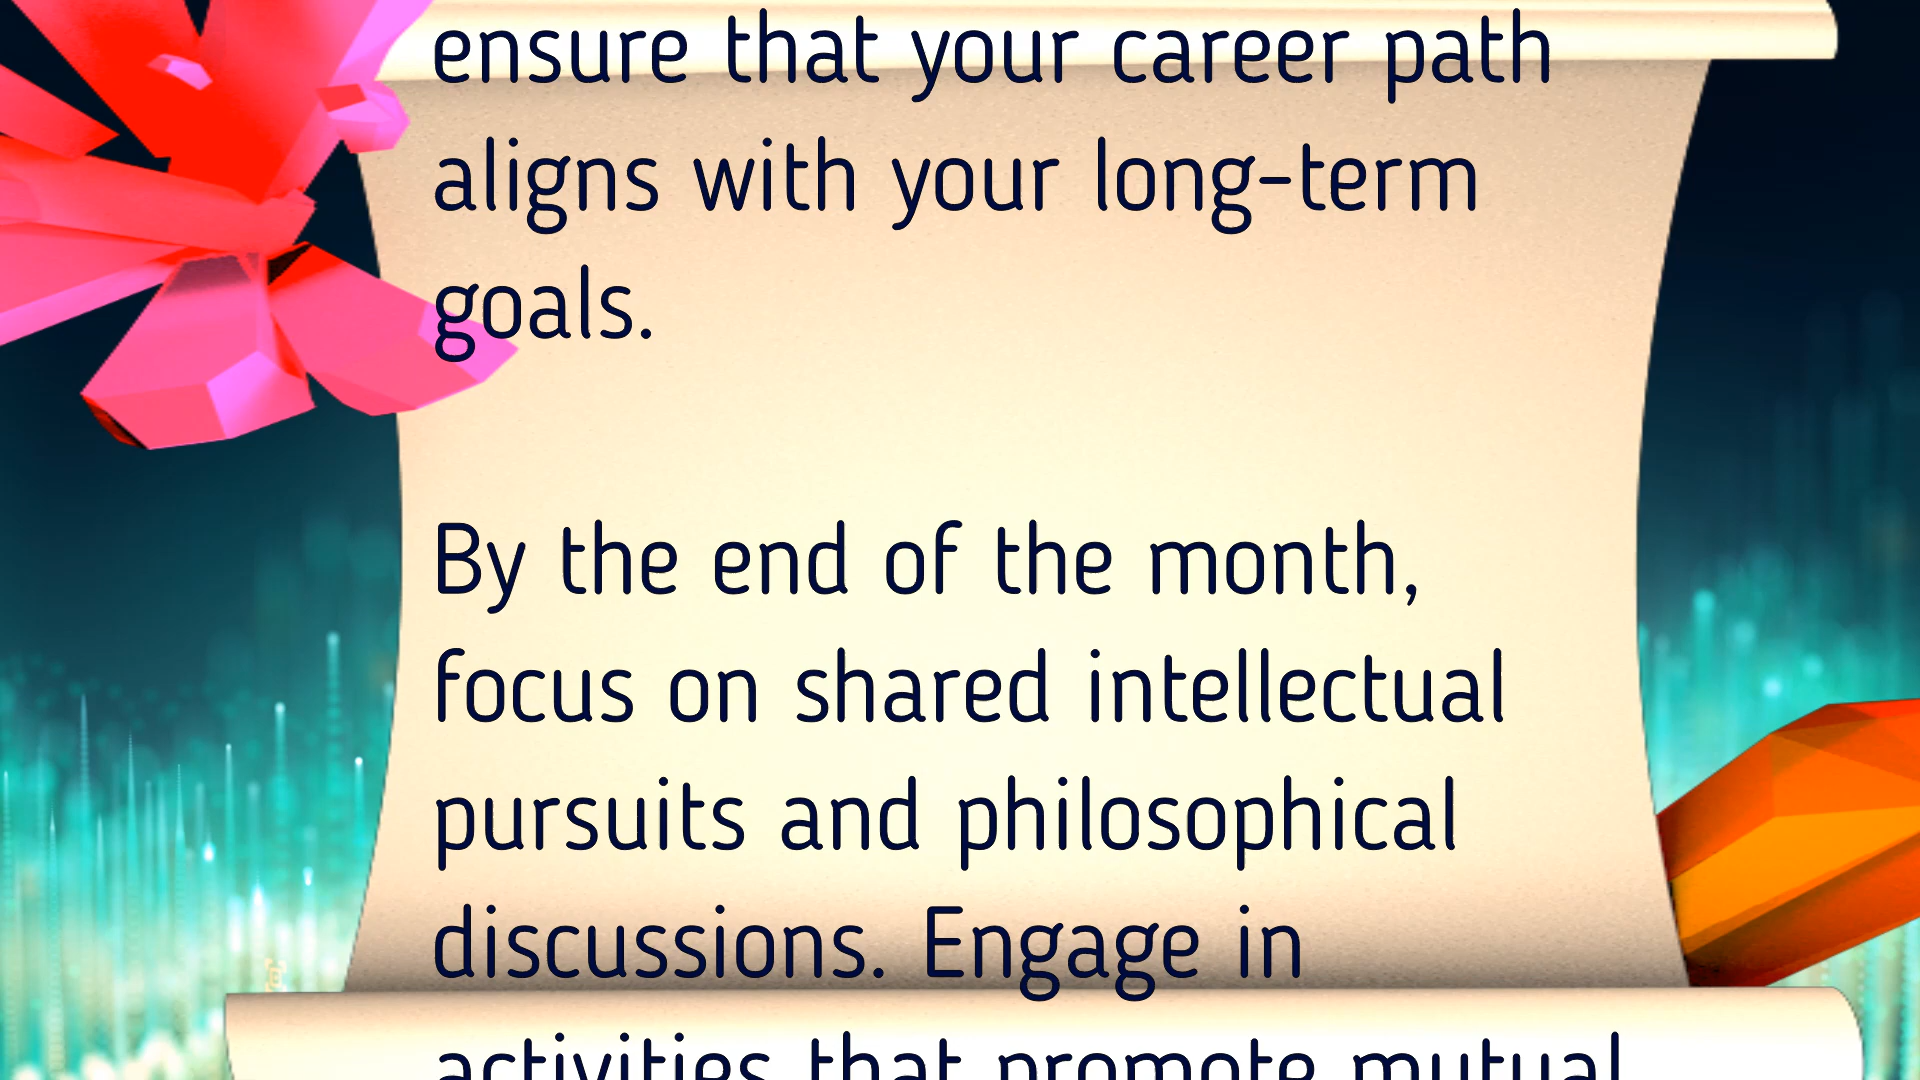 ensure that your career path
aligns with your long-term
goals.
By the end of the month,
focus on shared intellectual
pursuits and philosophical
discussions. Engage in
activities that promote mutual